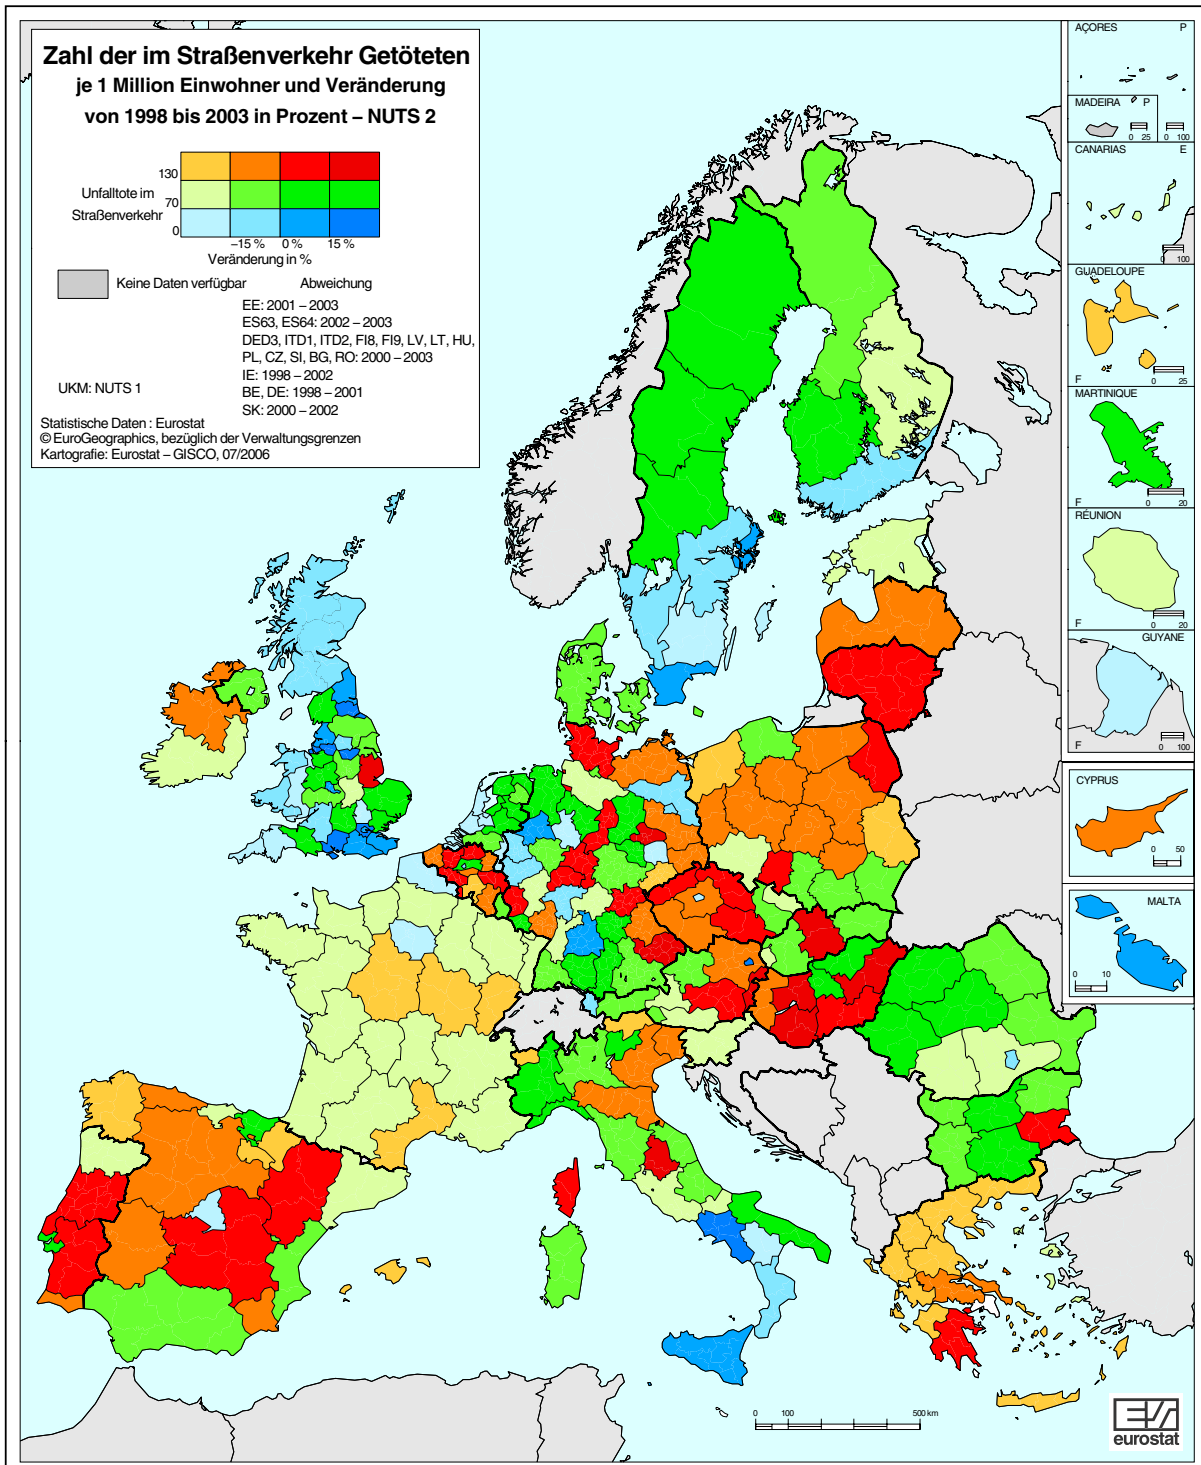 Zahl der im Straßenverkehr Getöteten
je 1 Million Einwohner und Veränderung
von 1998 bis 2003 in Prozent – NUTS 2
130
Unfalltote im
70
Straßenverkehr
0
–15 % 0 % 15 %
Veränderung in %
Keine Daten verfügbar
Abweichung
EE: 2001 – 2003
ES63, ES64: 2002 – 2003
DED3, ITD1, ITD2, FI8, FI9, LV, LT, HU,
PL, CZ, SI, BG, RO: 2000 – 2003
IE: 1998 – 2002
UKM: NUTS 1
BE, DE: 1998 – 2001
SK: 2000 – 2002
Statistische Daten : Eurostat
© EuroGeographics, bezüglich der Verwaltungsgrenzen
Kartografie: Eurostat – GISCO, 07/2006
AÇORES P
MADEIRA P
0 25
0 100
CANARIAS E
0 100
GUADELOUPE
F 0 25
MARTINIQUE
F 0 20
RÉUNION
F 0 20
GUYANE
F 0 100
CYPRUS
0 50
MALTA
0 10
0 100 500 km
eurostat